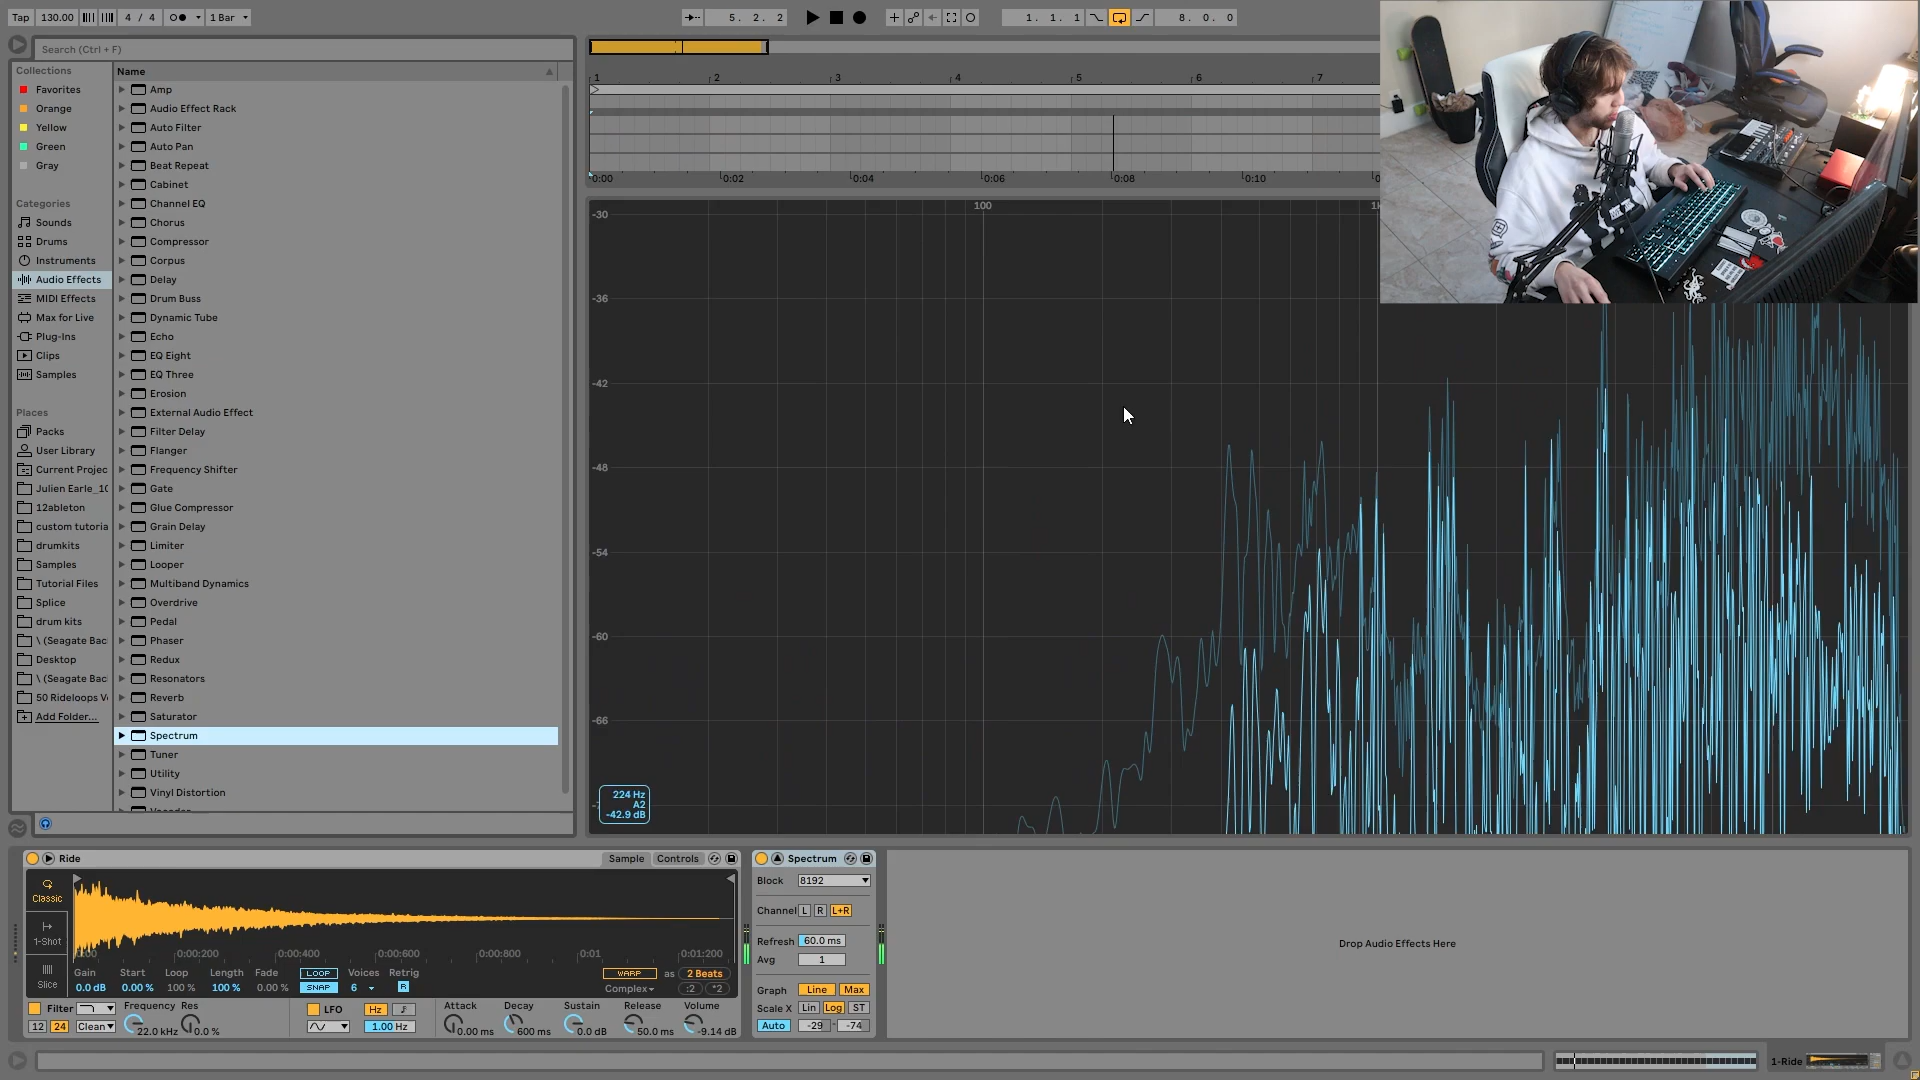 Tap 130.00 4 / 4 1 Bar
5. 2. 2
1. 1. 1
8. 0. 0
Search (Ctrl + F)
Collections
Favorites
Orange
Yellow
Green
Gray
Categories
Sounds
Drums
Instruments
Audio Effects
MIDI Effects
Max for Live
Plug-Ins
Clips
Samples
Places
Packs
User Library
Current Projec
Julien Earle_10
12ableton
custom tutoria
drumkits
Samples
Tutorial Files
Splice
drum kits
\ (Seagate Bac
Desktop
\ (Seagate Bac
50 Rideloops V
Add Folder...
Name
Amp
Audio Effect Rack
Auto Filter
Auto Pan
Beat Repeat
Cabinet
Channel EQ
Chorus
Compressor
Corpus
Delay
Drum Buss
Dynamic Tube
Echo
EQ Eight
EQ Three
Erosion
External Audio Effect
Filter Delay
Flanger
Frequency Shifter
Gate
Glue Compressor
Grain Delay
Limiter
Looper
Multiband Dynamics
Overdrive
Pedal
Phaser
Redux
Resonators
Reverb
Saturator
Spectrum
Tuner
Utility
Vinyl Distortion
1 2 3 4 5 6 7
0:00 0:02 0:04 0:06 0:08 0:10
100
-30
-36
-42
-48
-54
-60
-66
224 Hz
A2
-42.9 dB
Ride
Sample Controls
Classic
1-Shot
Slice
0:00:200 0:00:400 0:00:600 0:00:800 0:01 0:01:200
Gain Start Loop Length Fade LOOP Voices Retrig WARP as 2 Beats
0.0 dB 0.00 % 100 % 100 % 0.00 % SNAP 6 R Complex :2 *2
Filter Frequency Res LFO Hz Attack Decay Sustain Release Volume
12 24 Clean 22.0 kHz 0.0 % 1.00 Hz 0.00 ms 600 ms 0.0 dB 50.0 ms -9.14 dB
Spectrum
Block 8192
Channel L R L+R
Refresh 60.0 ms
Avg 1
Graph Line Max
Scale X Lin Log ST
Auto -29 - -74
Drop Audio Effects Here
1-Ride